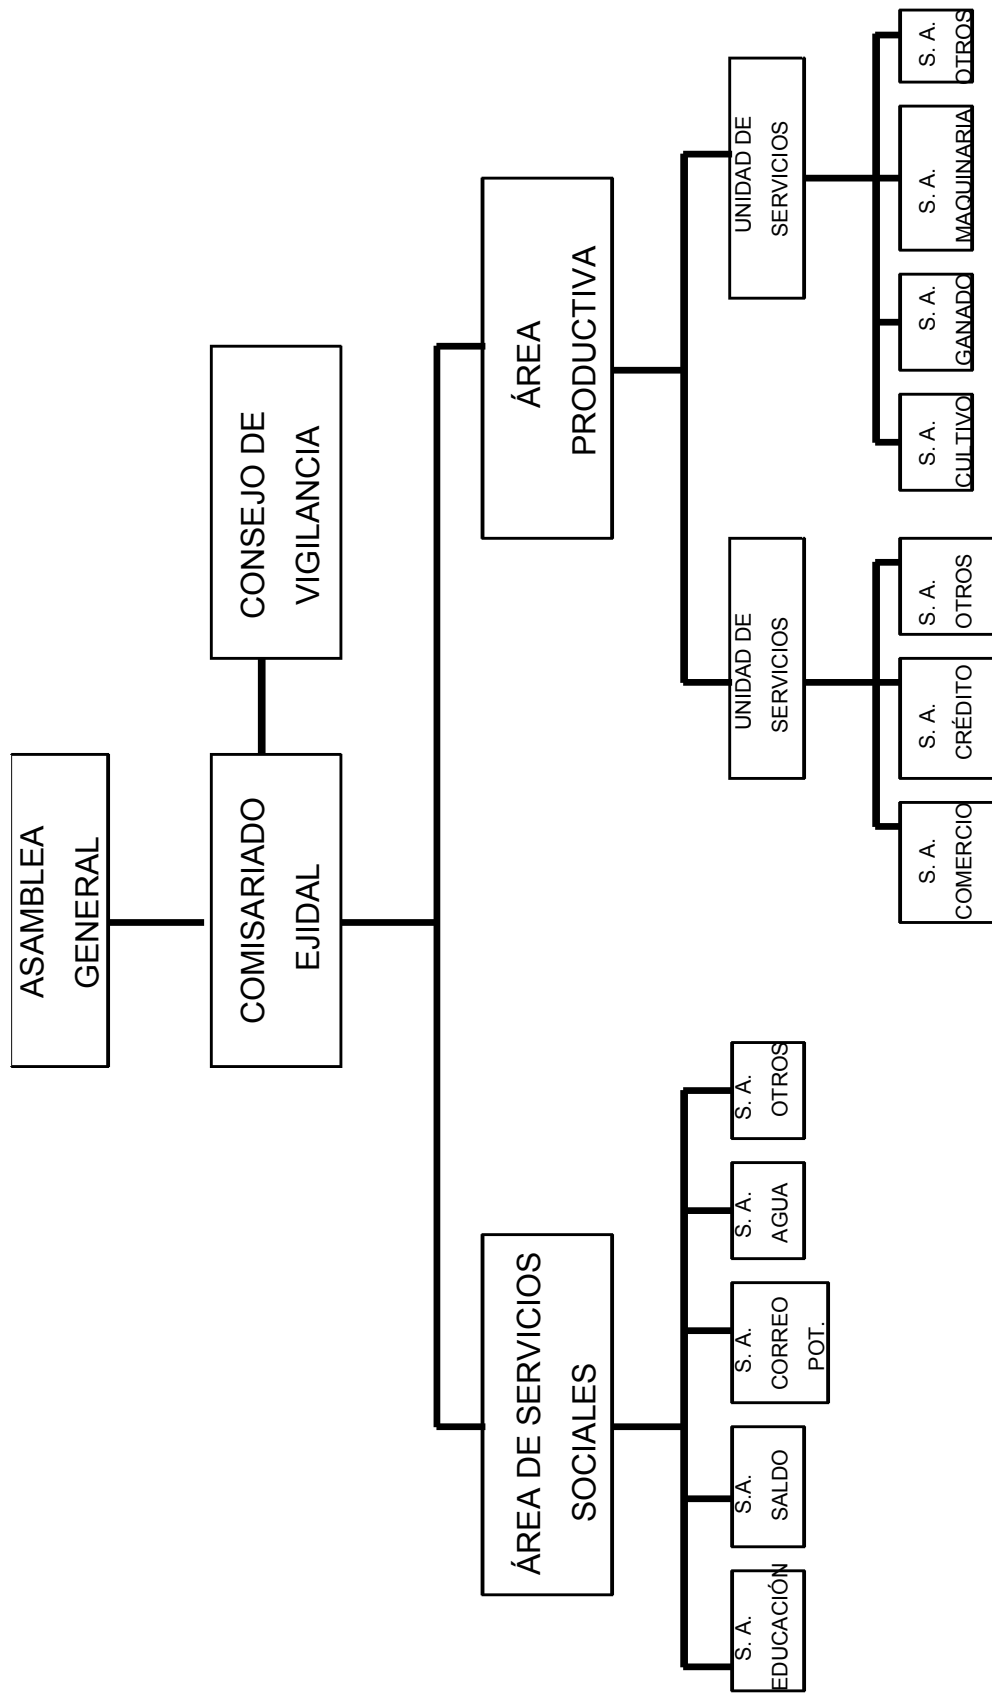 ASAMBLEA
GENERAL
COMISARIADO
EJIDAL
CONSEJO DE
VIGILANCIA
ÁREA DE SERVICIOS
SOCIALES
ÁREA
PRODUCTIVA
S. A.
EDUCACIÓN
S.A.
SALDO
S. A.
CORREO
POT.
S. A.
AGUA
S. A.
OTROS
UNIDAD DE
SERVICIOS
UNIDAD DE
SERVICIOS
S. A.
COMERCIO
S. A.
CRÉDITO
S. A.
OTROS
S. A.
CULTIVO
S. A.
GANADO
S. A.
MAQUINARIA
S. A.
OTROS